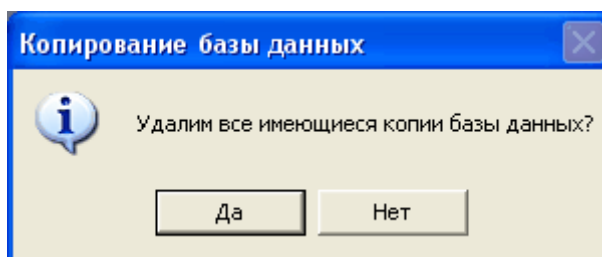 Копирование базы данных
Удалим все имеющиеся копии базы данных?
Да Нет